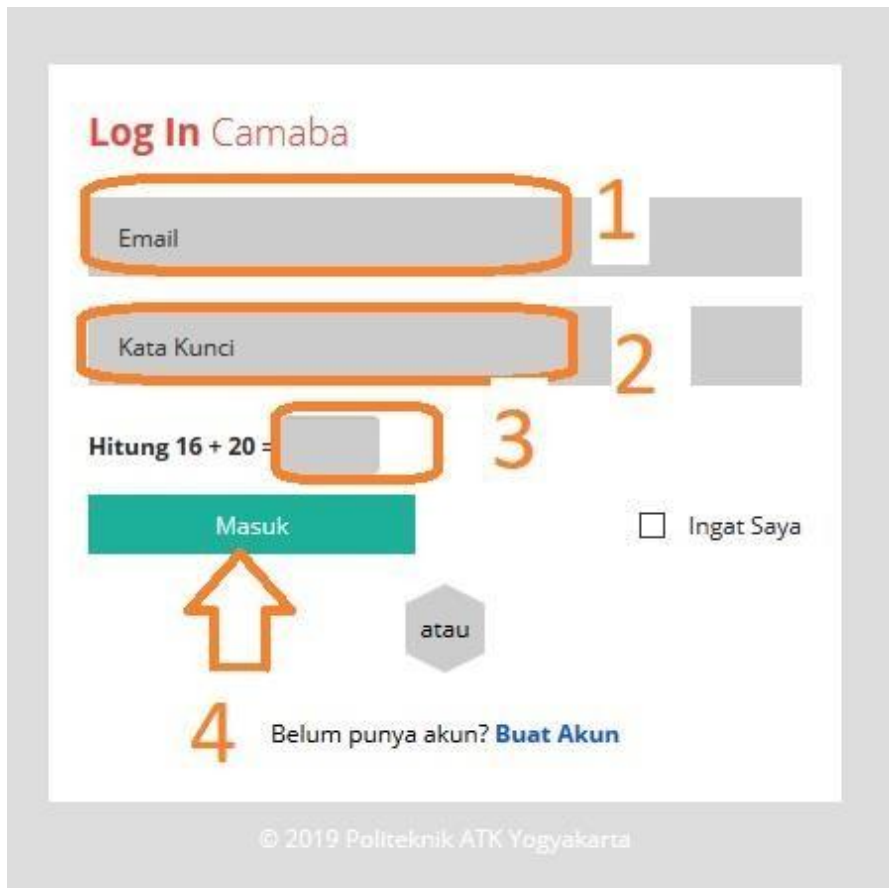 Log In Camaba
Email 1
Kata Kunci 2
Hitung 16 + 20 = 3
Masuk
Ingat Saya
atau
4
Belum punya akun? Buat Akun
© 2019 Politeknik ATK Yogyakarta